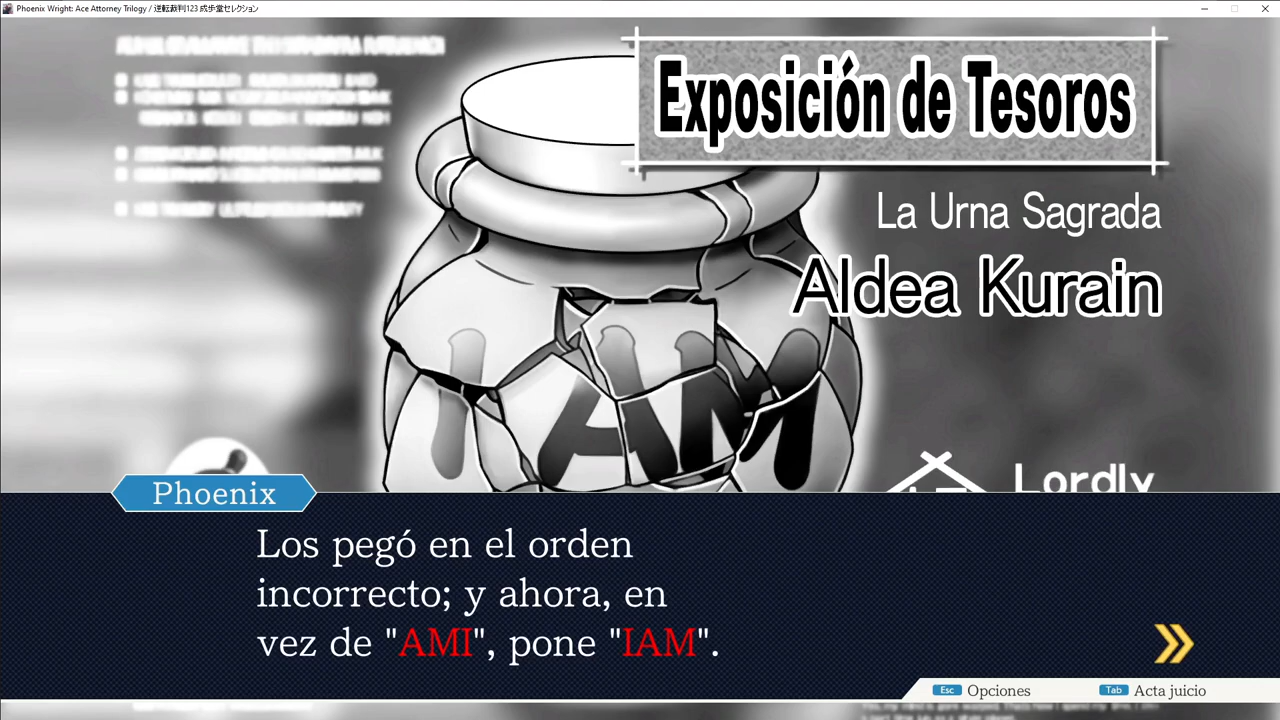 Phoenix Wright: Ace Attorney Trilogy / 逆転裁判123 成歩堂セレクション
Exposición de Tesoros
La Urna Sagrada
Aldea Kurain
I AM
Lordly
Phoenix
Los pegó en el orden
incorrecto; y ahora, en
vez de "AMI", pone "IAM".
Esc Opciones
Tab Acta juicio